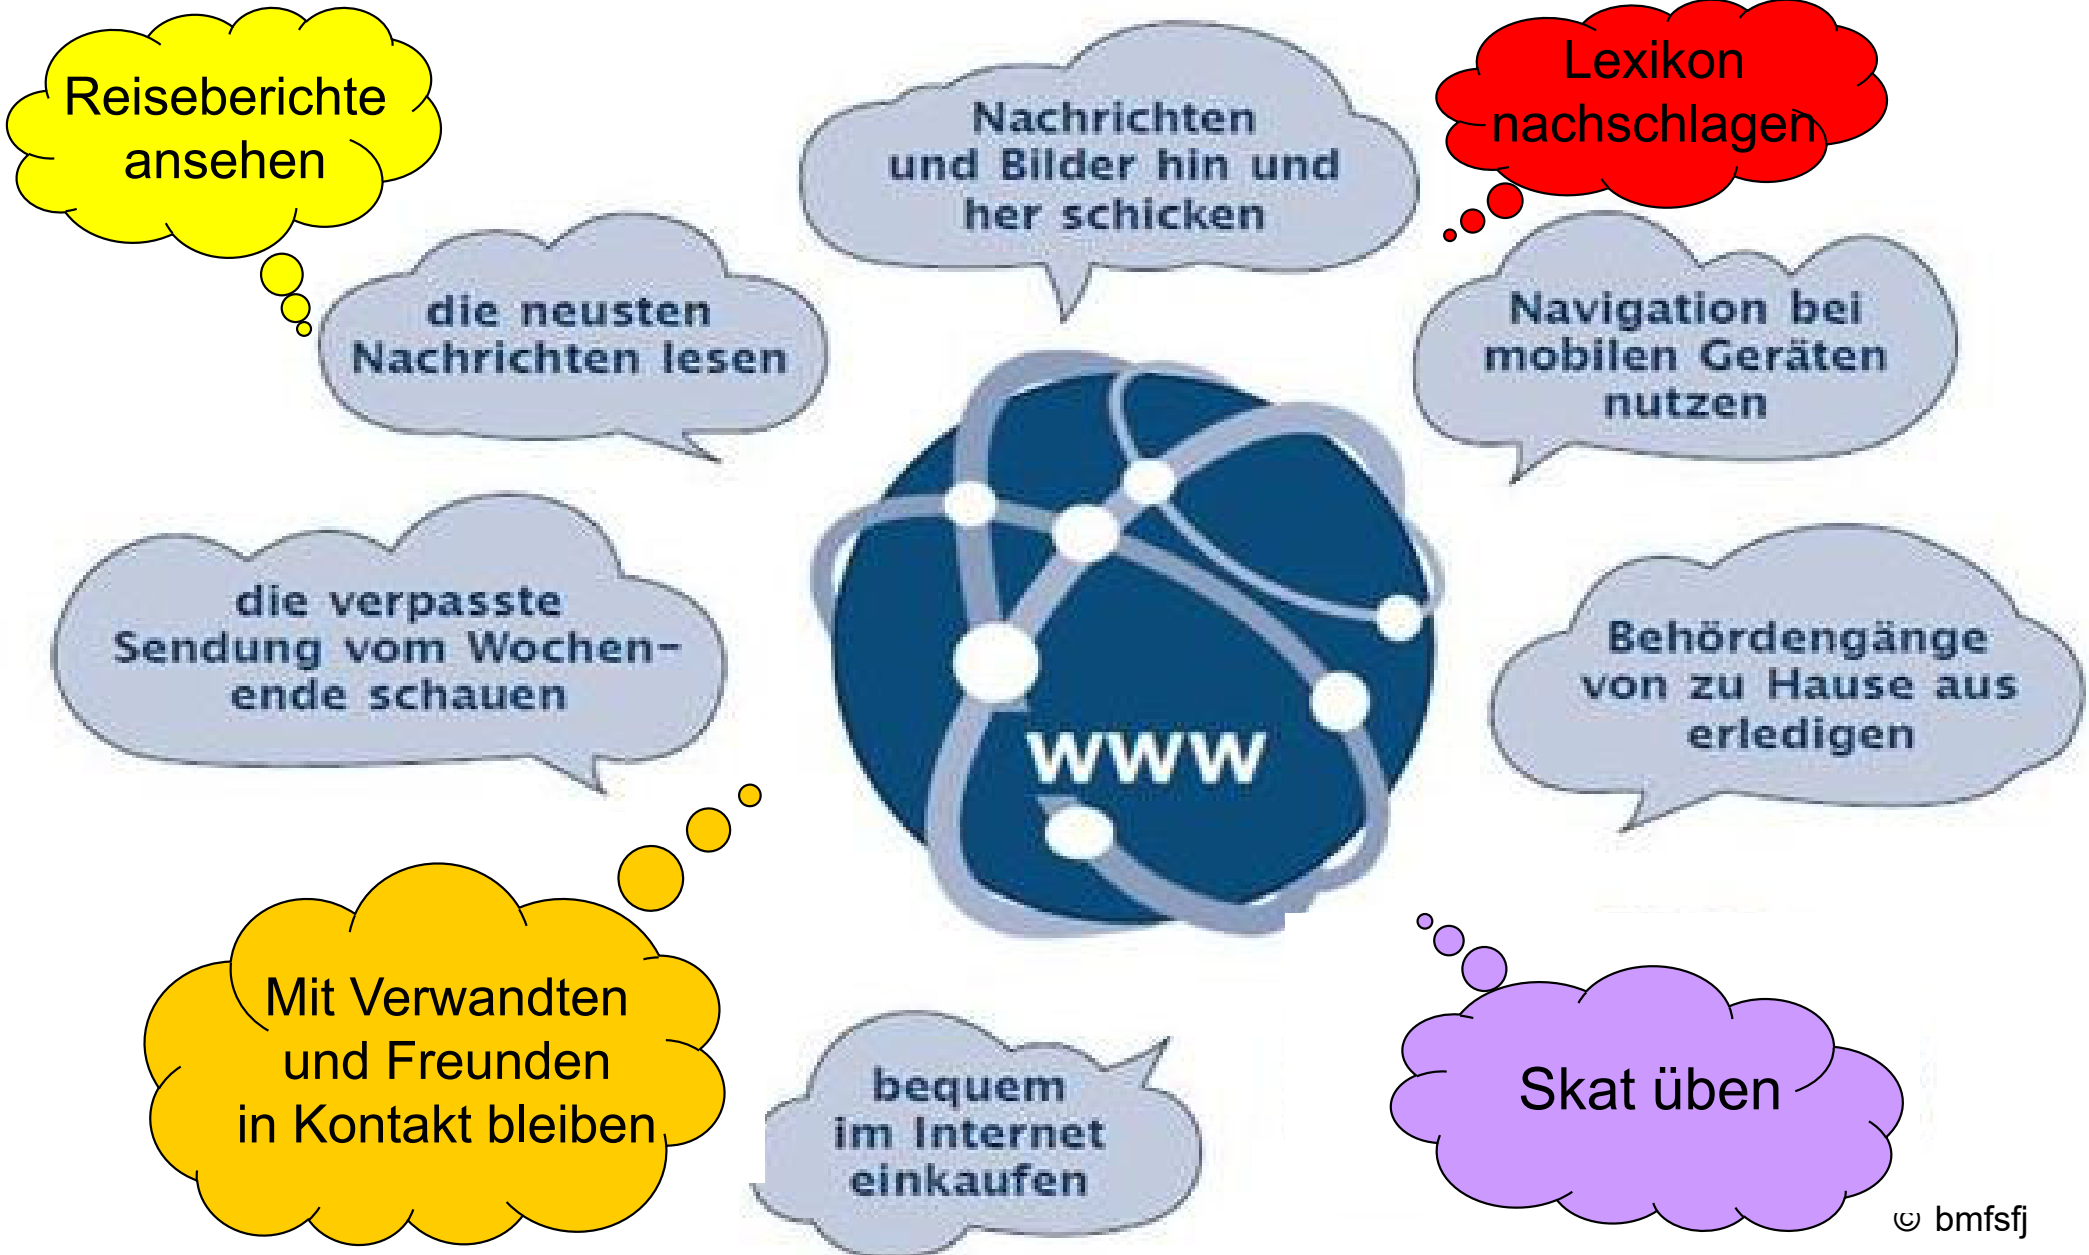 Reiseberichte
ansehen
Nachrichten
und Bilder hin und
her schicken
Lexikon
nachschlagen
die neusten
Nachrichten lesen
Navigation bei
mobilen Geräten
nutzen
die verpasste
Sendung vom Wochen-
ende schauen
www
Behördengänge
von zu Hause aus
erledigen
Mit Verwandten
und Freunden
in Kontakt bleiben
bequem
im Internet
einkaufen
Skat üben
© bmfsfj